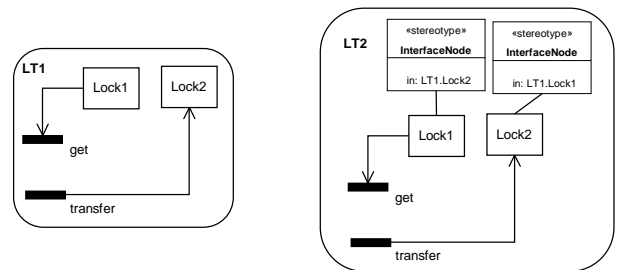 LT1
Lock1
Lock2
get
transfer
LT2
«stereotype»
InterfaceNode
in: LT1.Lock2
«stereotype»
InterfaceNode
in: LT1.Lock1
Lock1
Lock2
get
transfer